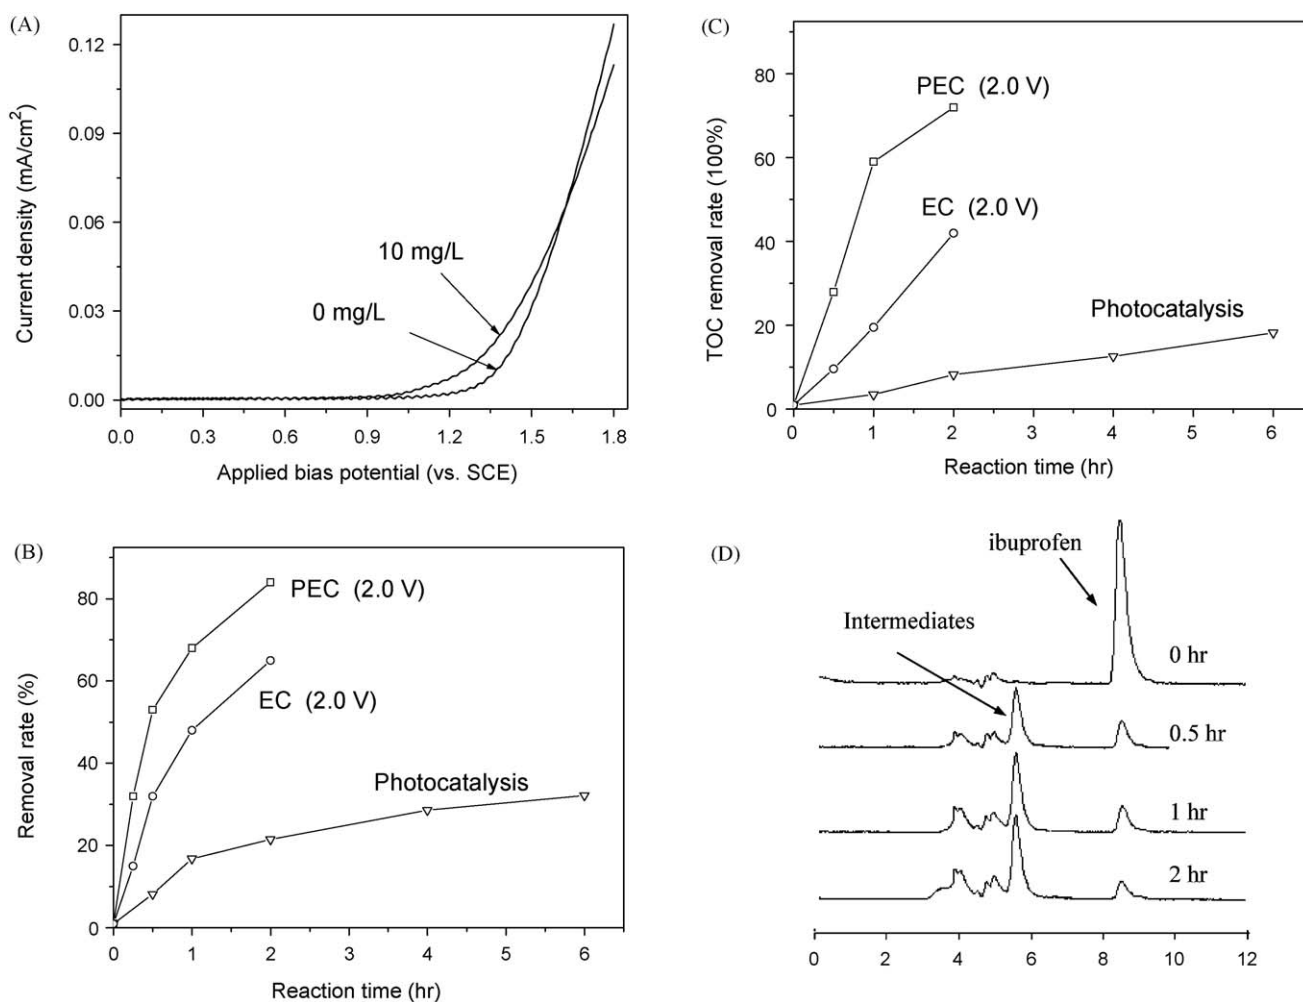 (A)
0.12
0.09
0.06
0.03
0.00
Current density (mA/cm²)
10 mg/L
0 mg/L
0.0 0.3 0.6 0.9 1.2 1.5 1.8
Applied bias potential (vs. SCE)
(C)
80
60
40
20
0
TOC removal rate (100%)
PEC (2.0 V)
EC (2.0 V)
Photocatalysis
0 1 2 3 4 5 6
Reaction time (hr)
(B)
80
60
40
20
0
Removal rate (%)
PEC (2.0 V)
EC (2.0 V)
Photocatalysis
0 1 2 3 4 5 6
Reaction time (hr)
(D)
ibuprofen
Intermediates
0 hr
0.5 hr
1 hr
2 hr
0 2 4 6 8 10 12